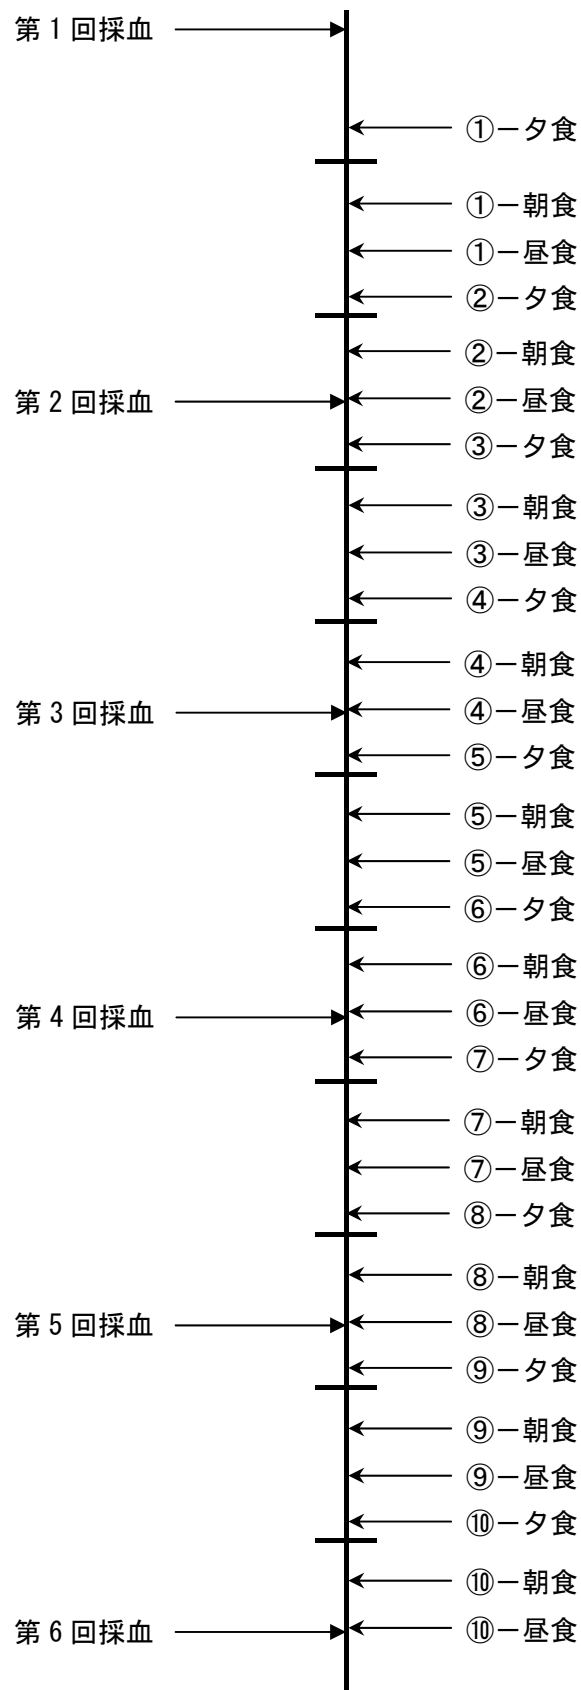 第1回採血
①－夕食
①－朝食
①－昼食
②－夕食
②－朝食
第2回採血
②－昼食
③－夕食
③－朝食
③－昼食
④－夕食
④－朝食
第3回採血
④－昼食
⑤－夕食
⑤－朝食
⑤－昼食
⑥－夕食
⑥－朝食
第4回採血
⑥－昼食
⑦－夕食
⑦－朝食
⑦－昼食
⑧－夕食
⑧－朝食
第5回採血
⑧－昼食
⑨－夕食
⑨－朝食
⑨－昼食
⑩－夕食
⑩－朝食
第6回採血
⑩－昼食